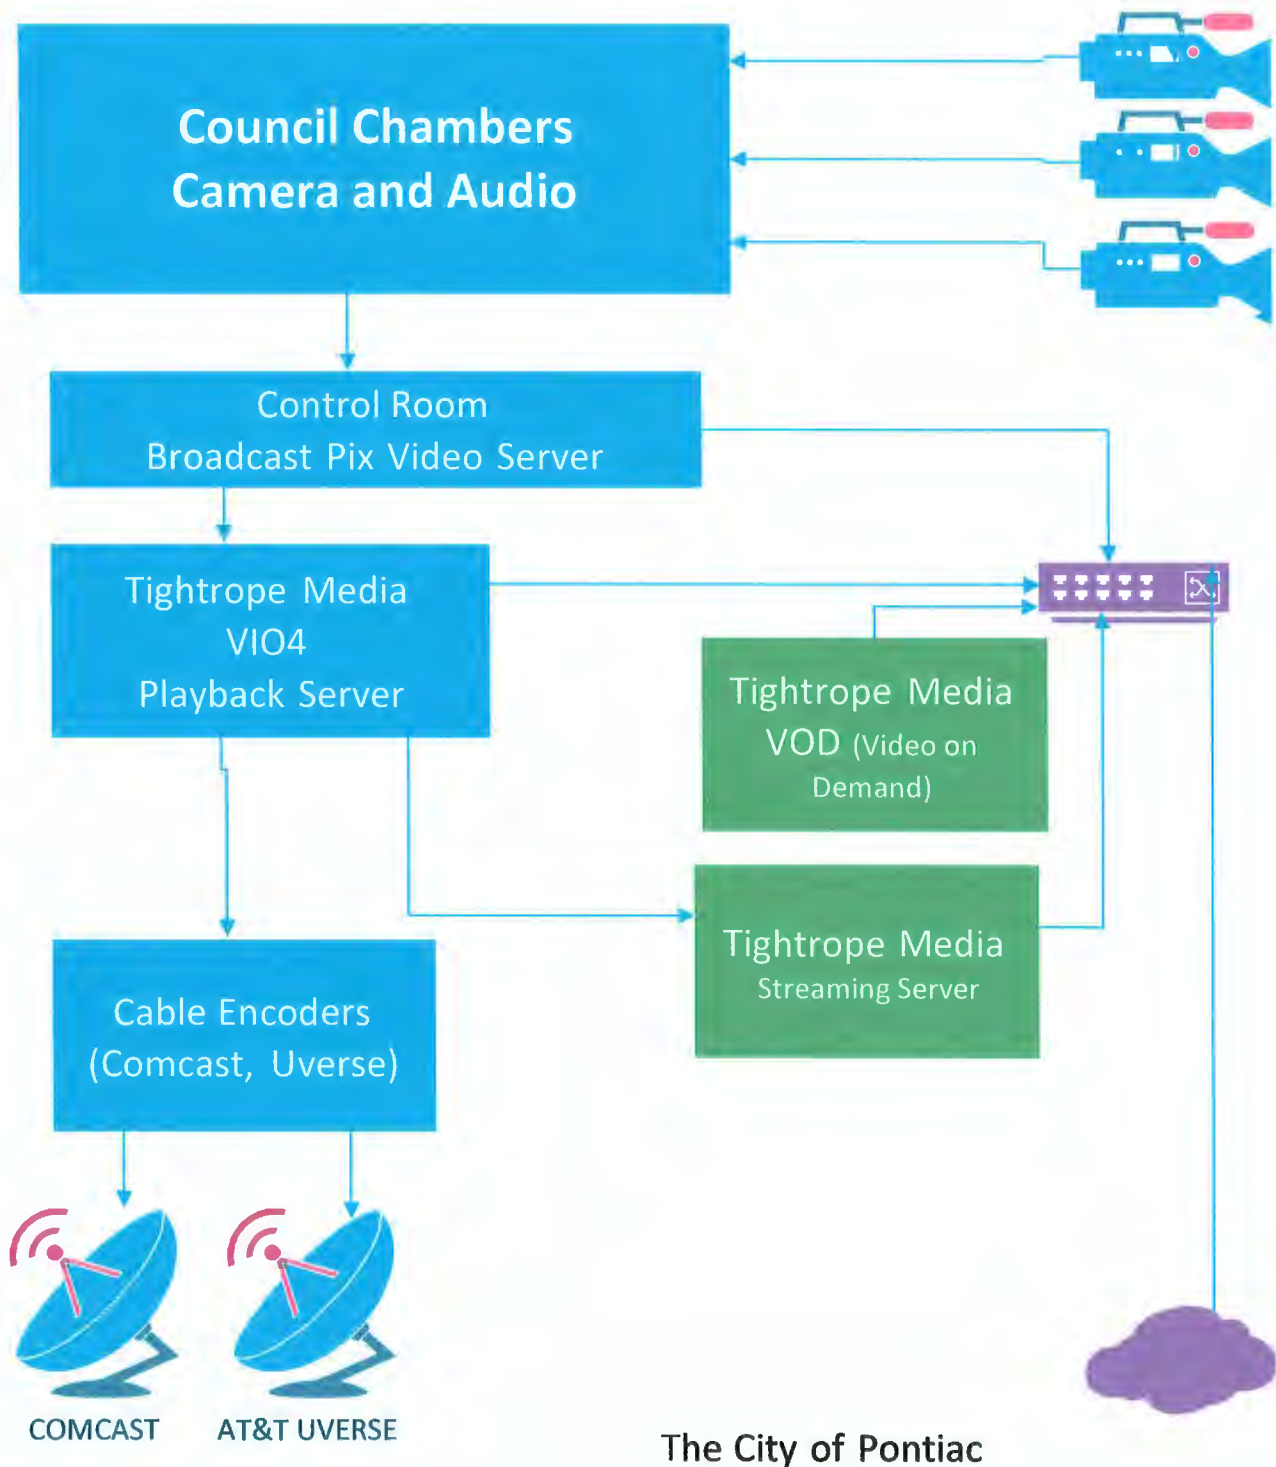 Council Chambers
Camera and Audio
Control Room
Broadcast Pix Video Server
Tightrope Media
VIO4
Playback Server
Tightrope Media
VOD (Video on
Demand)
Tightrope Media
Streaming Server
Cable Encoders
(Comcast, Uverse)
COMCAST
AT&T UVERSE
The City of Pontiac